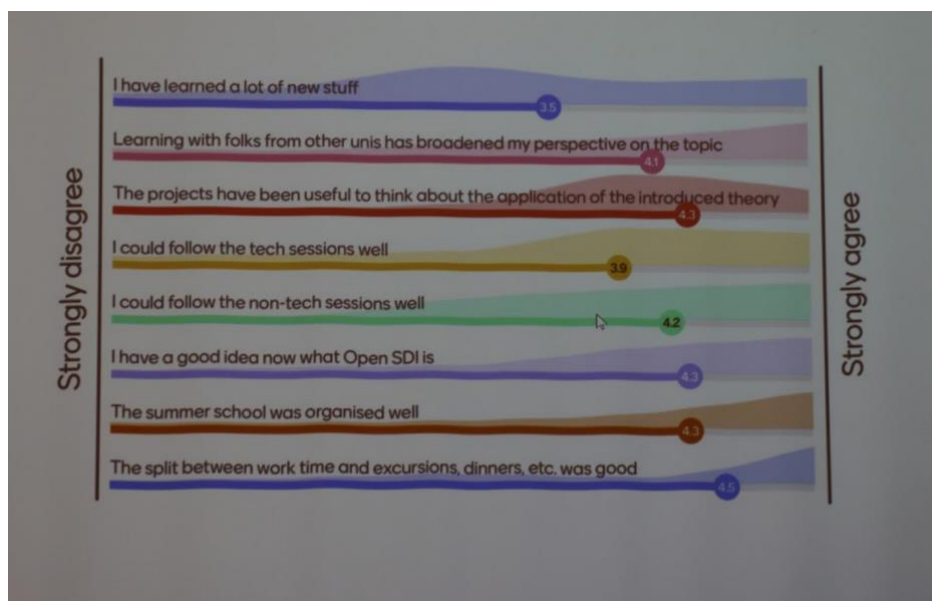 Strongly disagree
I have learned a lot of new stuff
3.5
Learning with folks from other unis has broadened my perspective on the topic
4.1
The projects have been useful to think about the application of the introduced theory
4.3
I could follow the tech sessions well
3.9
I could follow the non-tech sessions well
4.2
I have a good idea now what Open SDI is
4.3
The summer school was organised well
4.3
The split between work time and excursions, dinners, etc. was good
4.5
Strongly agree